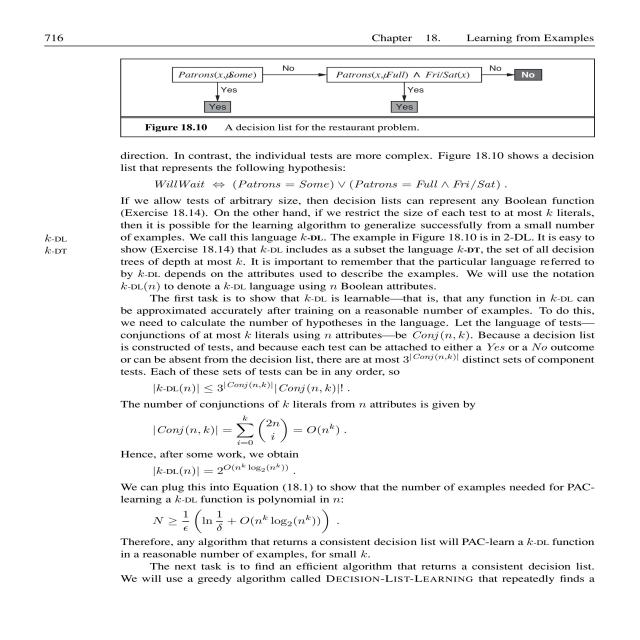 716 Chapter 18. Learning from Examples
Patrons(x, Some) No Patrons(x, Full) ∧ Fri/Sat(x) No No
Yes Yes
Yes Yes
Figure 18.10 A decision list for the restaurant problem.
direction. In contrast, the individual tests are more complex. Figure 18.10 shows a decision
list that represents the following hypothesis:
WillWait ⇔ (Patrons = Some) ∨ (Patrons = Full ∧ Fri/Sat) .
If we allow tests of arbitrary size, then decision lists can represent any Boolean function
(Exercise 18.14). On the other hand, if we restrict the size of each test to at most k literals,
then it is possible for the learning algorithm to generalize successfully from a small number
k-DL of examples. We call this language k-DL. The example in Figure 18.10 is in 2-DL. It is easy to
k-DT show (Exercise 18.14) that k-DL includes as a subset the language k-DT, the set of all decision
trees of depth at most k. It is important to remember that the particular language referred to
by k-DL depends on the attributes used to describe the examples. We will use the notation
k-DL(n) to denote a k-DL language using n Boolean attributes.
The first task is to show that k-DL is learnable—that is, that any function in k-DL can
be approximated accurately after training on a reasonable number of examples. To do this,
we need to calculate the number of hypotheses in the language. Let the language of tests—
conjunctions of at most k literals using n attributes—be Conj(n, k). Because a decision list
is constructed of tests, and because each test can be attached to either a Yes or a No outcome
or can be absent from the decision list, there are at most 3^|Conj(n,k)| distinct sets of component
tests. Each of these sets of tests can be in any order, so
|k-DL(n)| ≤ 3^|Conj(n,k)| |Conj(n, k)|! .
The number of conjunctions of k literals from n attributes is given by
|Conj(n, k)| = ∑_{i=0}^{k} (2n i) = O(n^k) .
Hence, after some work, we obtain
|k-DL(n)| = 2^{O(n^k log₂(n^k))} .
We can plug this into Equation (18.1) to show that the number of examples needed for PAC-
learning a k-DL function is polynomial in n:
N ≥ 1/ϵ (ln 1/δ + O(n^k log₂(n^k))) .
Therefore, any algorithm that returns a consistent decision list will PAC-learn a k-DL function
in a reasonable number of examples, for small k.
The next task is to find an efficient algorithm that returns a consistent decision list.
We will use a greedy algorithm called DECISION-LIST-LEARNING that repeatedly finds a